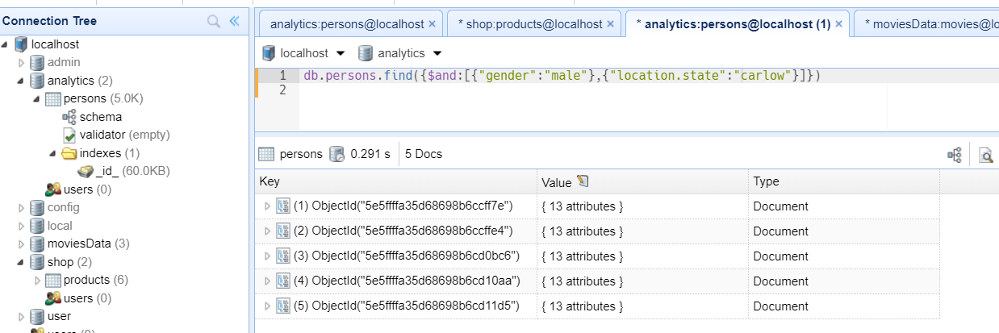 Connection Tree
localhost
admin
analytics (2)
persons (5.0K)
schema
validator (empty)
indexes (1)
_id_ (60.0KB)
users (0)
config
local
moviesData (3)
shop (2)
products (6)
users (0)
user
users (0)
analytics:persons@localhost ×
* shop:products@localhost ×
* analytics:persons@localhost (1) ×
* moviesData:movies@lo
localhost analytics
1 db.persons.find({$and:[{"gender":"male"},{"location.state":"carlow"}]})
2
persons 0.291 s 5 Docs
Key Value Type
(1) ObjectId("5e5ffffa35d68698b6ccff7e") { 13 attributes } Document
(2) ObjectId("5e5ffffa35d68698b6ccffe4") { 13 attributes } Document
(3) ObjectId("5e5ffffa35d68698b6cd0bc6") { 13 attributes } Document
(4) ObjectId("5e5ffffa35d68698b6cd10aa") { 13 attributes } Document
(5) ObjectId("5e5ffffa35d68698b6cd11d5") { 13 attributes } Document